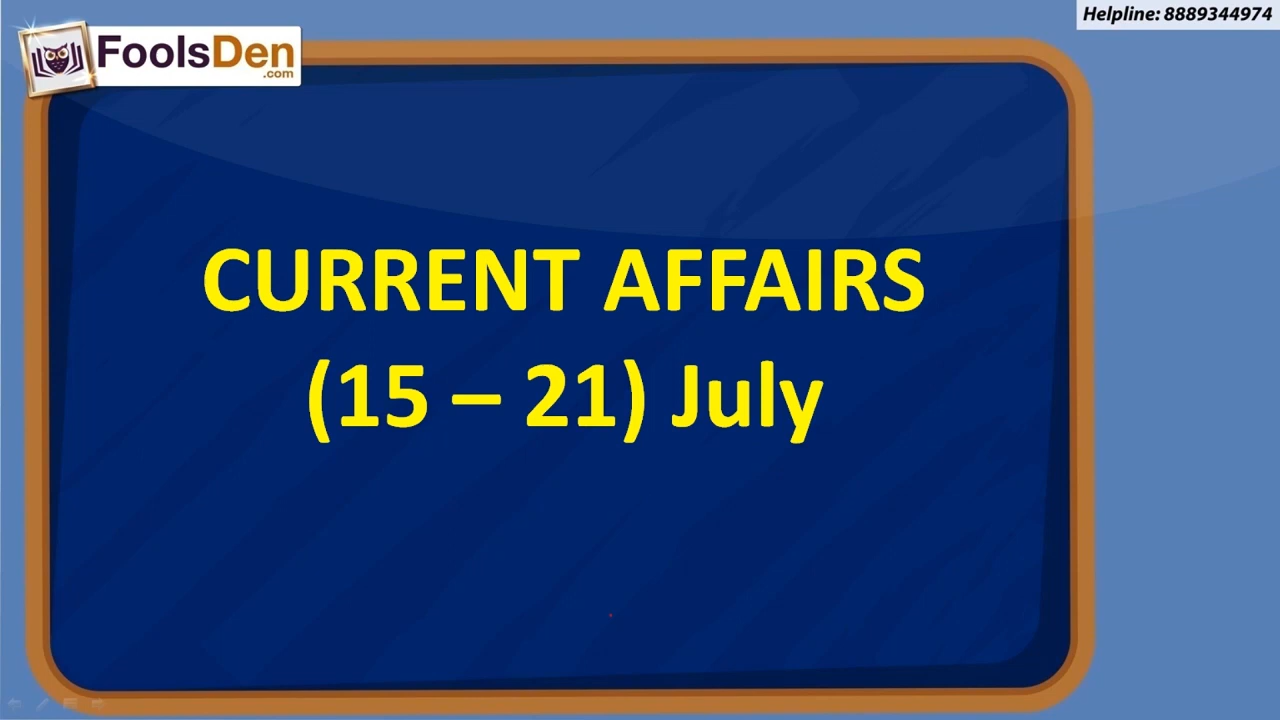 Helpline: 8889344974
FoolsDen
.com
CURRENT AFFAIRS
(15 – 21) July